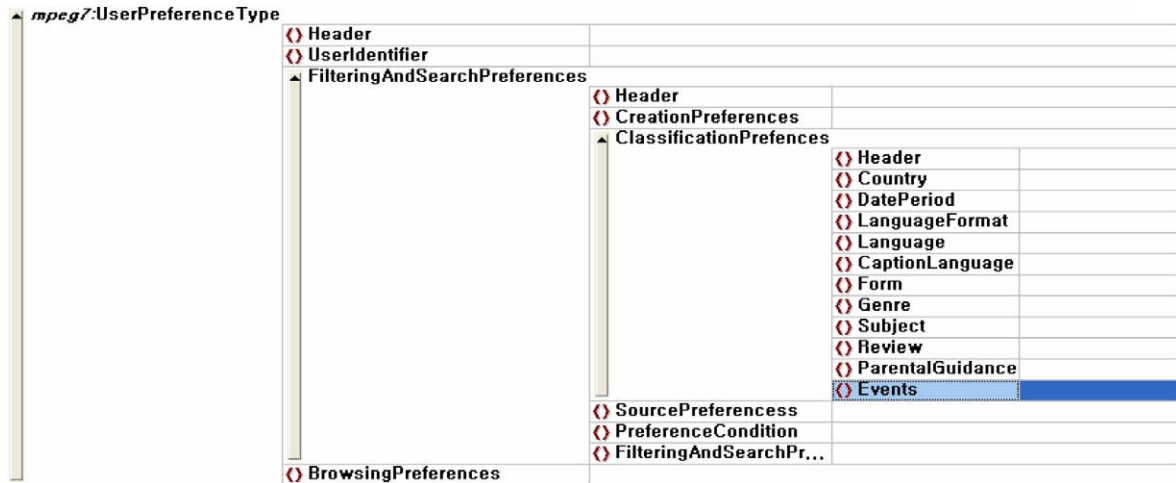 mpeg7:UserPreferenceType
Header
UserIdentifier
FilteringAndSearchPreferences
Header
CreationPreferences
ClassificationPrefences
Header
Country
DatePeriod
LanguageFormat
Language
CaptionLanguage
Form
Genre
Subject
Review
ParentalGuidance
Events
SourcePreferencess
PreferenceCondition
FilteringAndSearchPr...
BrowsingPreferences